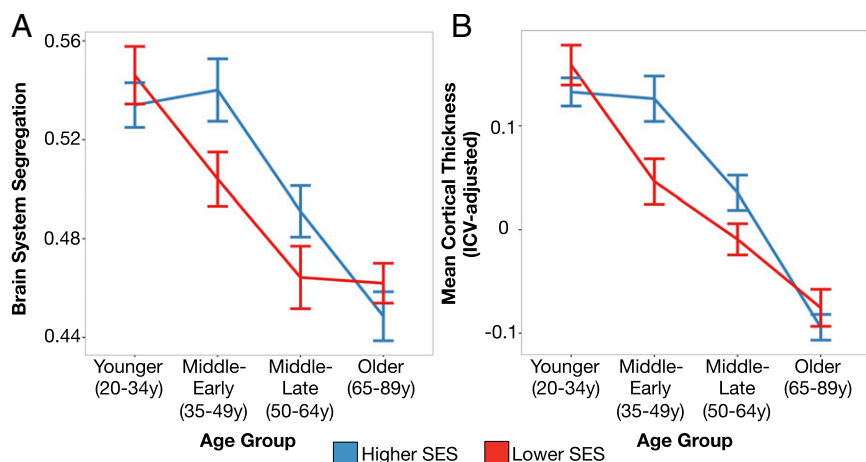 A
Brain System Segregation
0.56
0.52
0.48
0.44
Younger
(20-34y)
Middle-
Early
(35-49y)
Middle-
Late
(50-64y)
Older
(65-89y)
Age Group
B
Mean Cortical Thickness
(ICV-adjusted)
0.1
0
-0.1
Younger
(20-34y)
Middle-
Early
(35-49y)
Middle-
Late
(50-64y)
Older
(65-89y)
Age Group
Higher SES
Lower SES